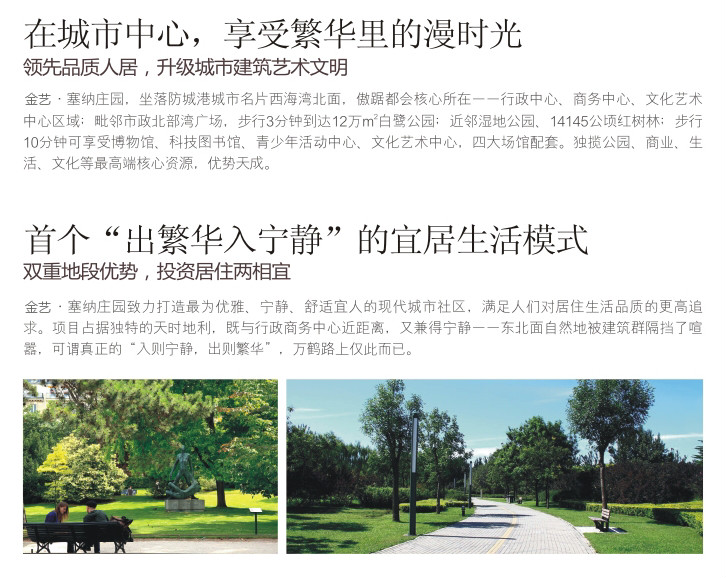 在城市中心，享受繁华里的漫时光
领先品质人居，升级城市建筑艺术文明
金艺·塞纳庄园，坐落防城港城市名片西海湾北面，傲踞都会核心所在——行政中心、商务中心、文化艺术
中心区域；毗邻市政北部湾广场，步行3分钟到达12万㎡白鹭公园；近邻湿地公园、14145公顷红树林；步行
10分钟可享受博物馆、科技图书馆、青少年活动中心、文化艺术中心，四大场馆配套。独揽公园、商业、生
活、文化等最高端核心资源，优势天成。
首个“出繁华入宁静”的宜居生活模式
双重地段优势，投资居住两相宜
金艺·塞纳庄园致力打造最为优雅、宁静、舒适宜人的现代城市社区，满足人们对居住生活品质的更高追
求。项目占据独特的天时地利，既与行政商务中心近距离，又兼得宁静——东北面自然地被建筑群隔挡了喧
嚣，可谓真正的“入则宁静，出则繁华”，万鹤路上仅此而已。